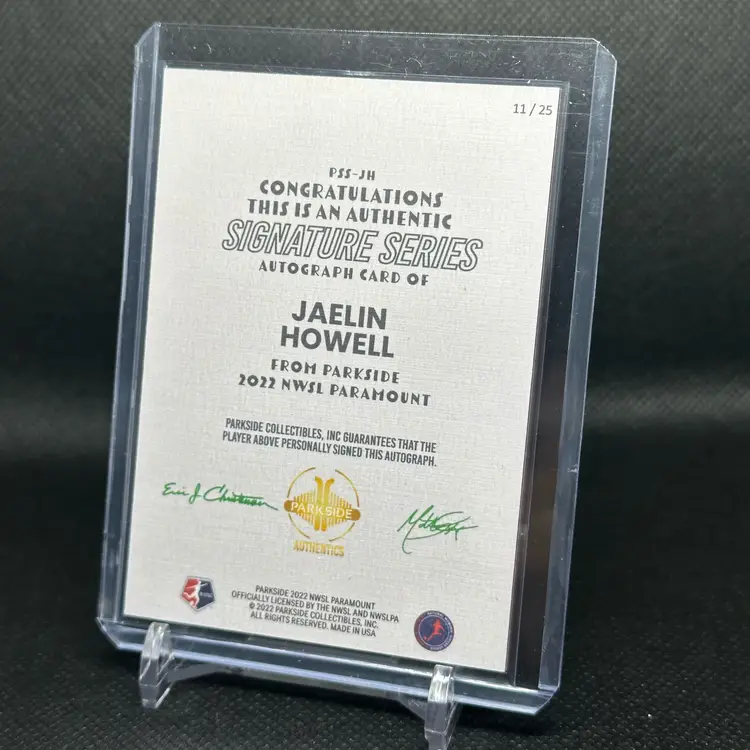 11 / 25
PSS-JH
CONGRATULATIONS
THIS IS AN AUTHENTIC
SIGNATURE SERIES
AUTOGRAPH CARD OF
JAELIN
HOWELL
FROM PARKSIDE
2022 NWSL PARAMOUNT
PARKSIDE COLLECTIBLES, INC GUARANTEES THAT THE
PLAYER ABOVE PERSONALLY SIGNED THIS AUTOGRAPH.
PARKSIDE
AUTHENTICS
PARKSIDE 2022 NWSL PARAMOUNT
OFFICIALLY LICENSED BY THE NWSL AND NWSLPA
© 2022 PARKSIDE COLLECTIBLES, INC.
ALL RIGHTS RESERVED. MADE IN USA